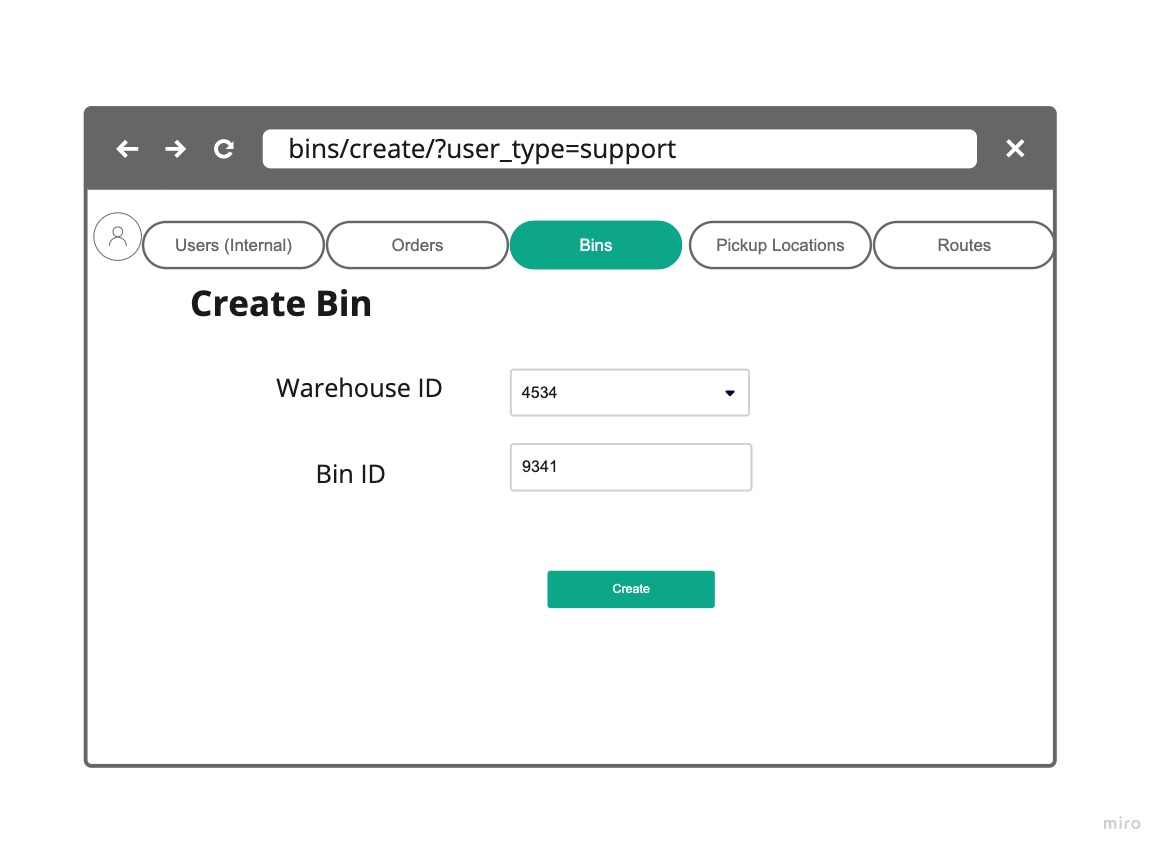 bins/create/?user_type=support
Users (Internal) Orders Bins Pickup Locations Routes
Create Bin
Warehouse ID 4534
Bin ID 9341
Create
miro